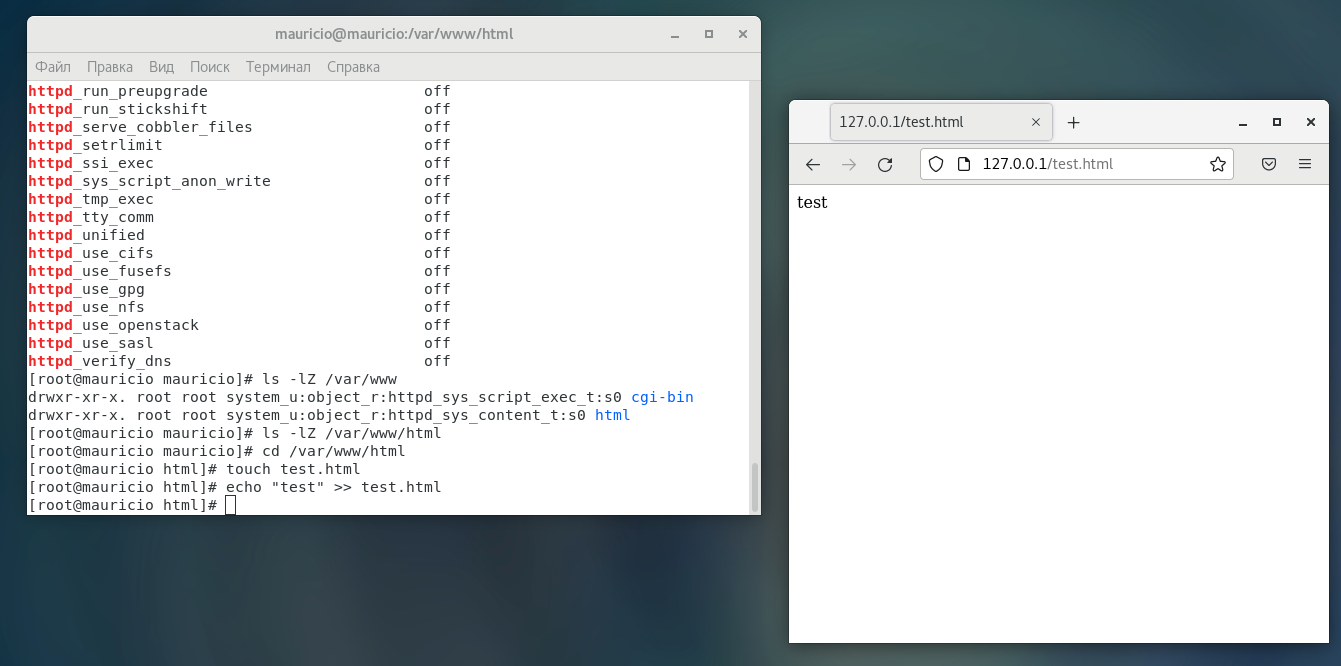 mauricio@mauricio:/var/www/html
Файл Правка Вид Поиск Терминал Справка
httpd_run_preupgrade off
httpd_run_stickshift off
httpd_serve_cobbler_files off
httpd_setrlimit off
httpd_ssi_exec off
httpd_sys_script_anon_write off
httpd_tmp_exec off
httpd_tty_comm off
httpd_unified off
httpd_use_cifs off
httpd_use_fusefs off
httpd_use_gpg off
httpd_use_nfs off
httpd_use_openstack off
httpd_use_sasl off
httpd_verify_dns off
[root@mauricio mauricio]# ls -lZ /var/www
drwxr-xr-x. root root system_u:object_r:httpd_sys_script_exec_t:s0 cgi-bin
drwxr-xr-x. root root system_u:object_r:httpd_sys_content_t:s0 html
[root@mauricio mauricio]# ls -lZ /var/www/html
[root@mauricio mauricio]# cd /var/www/html
[root@mauricio html]# touch test.html
[root@mauricio html]# echo "test" >> test.html
[root@mauricio html]#
127.0.0.1/test.html
127.0.0.1/test.html
test